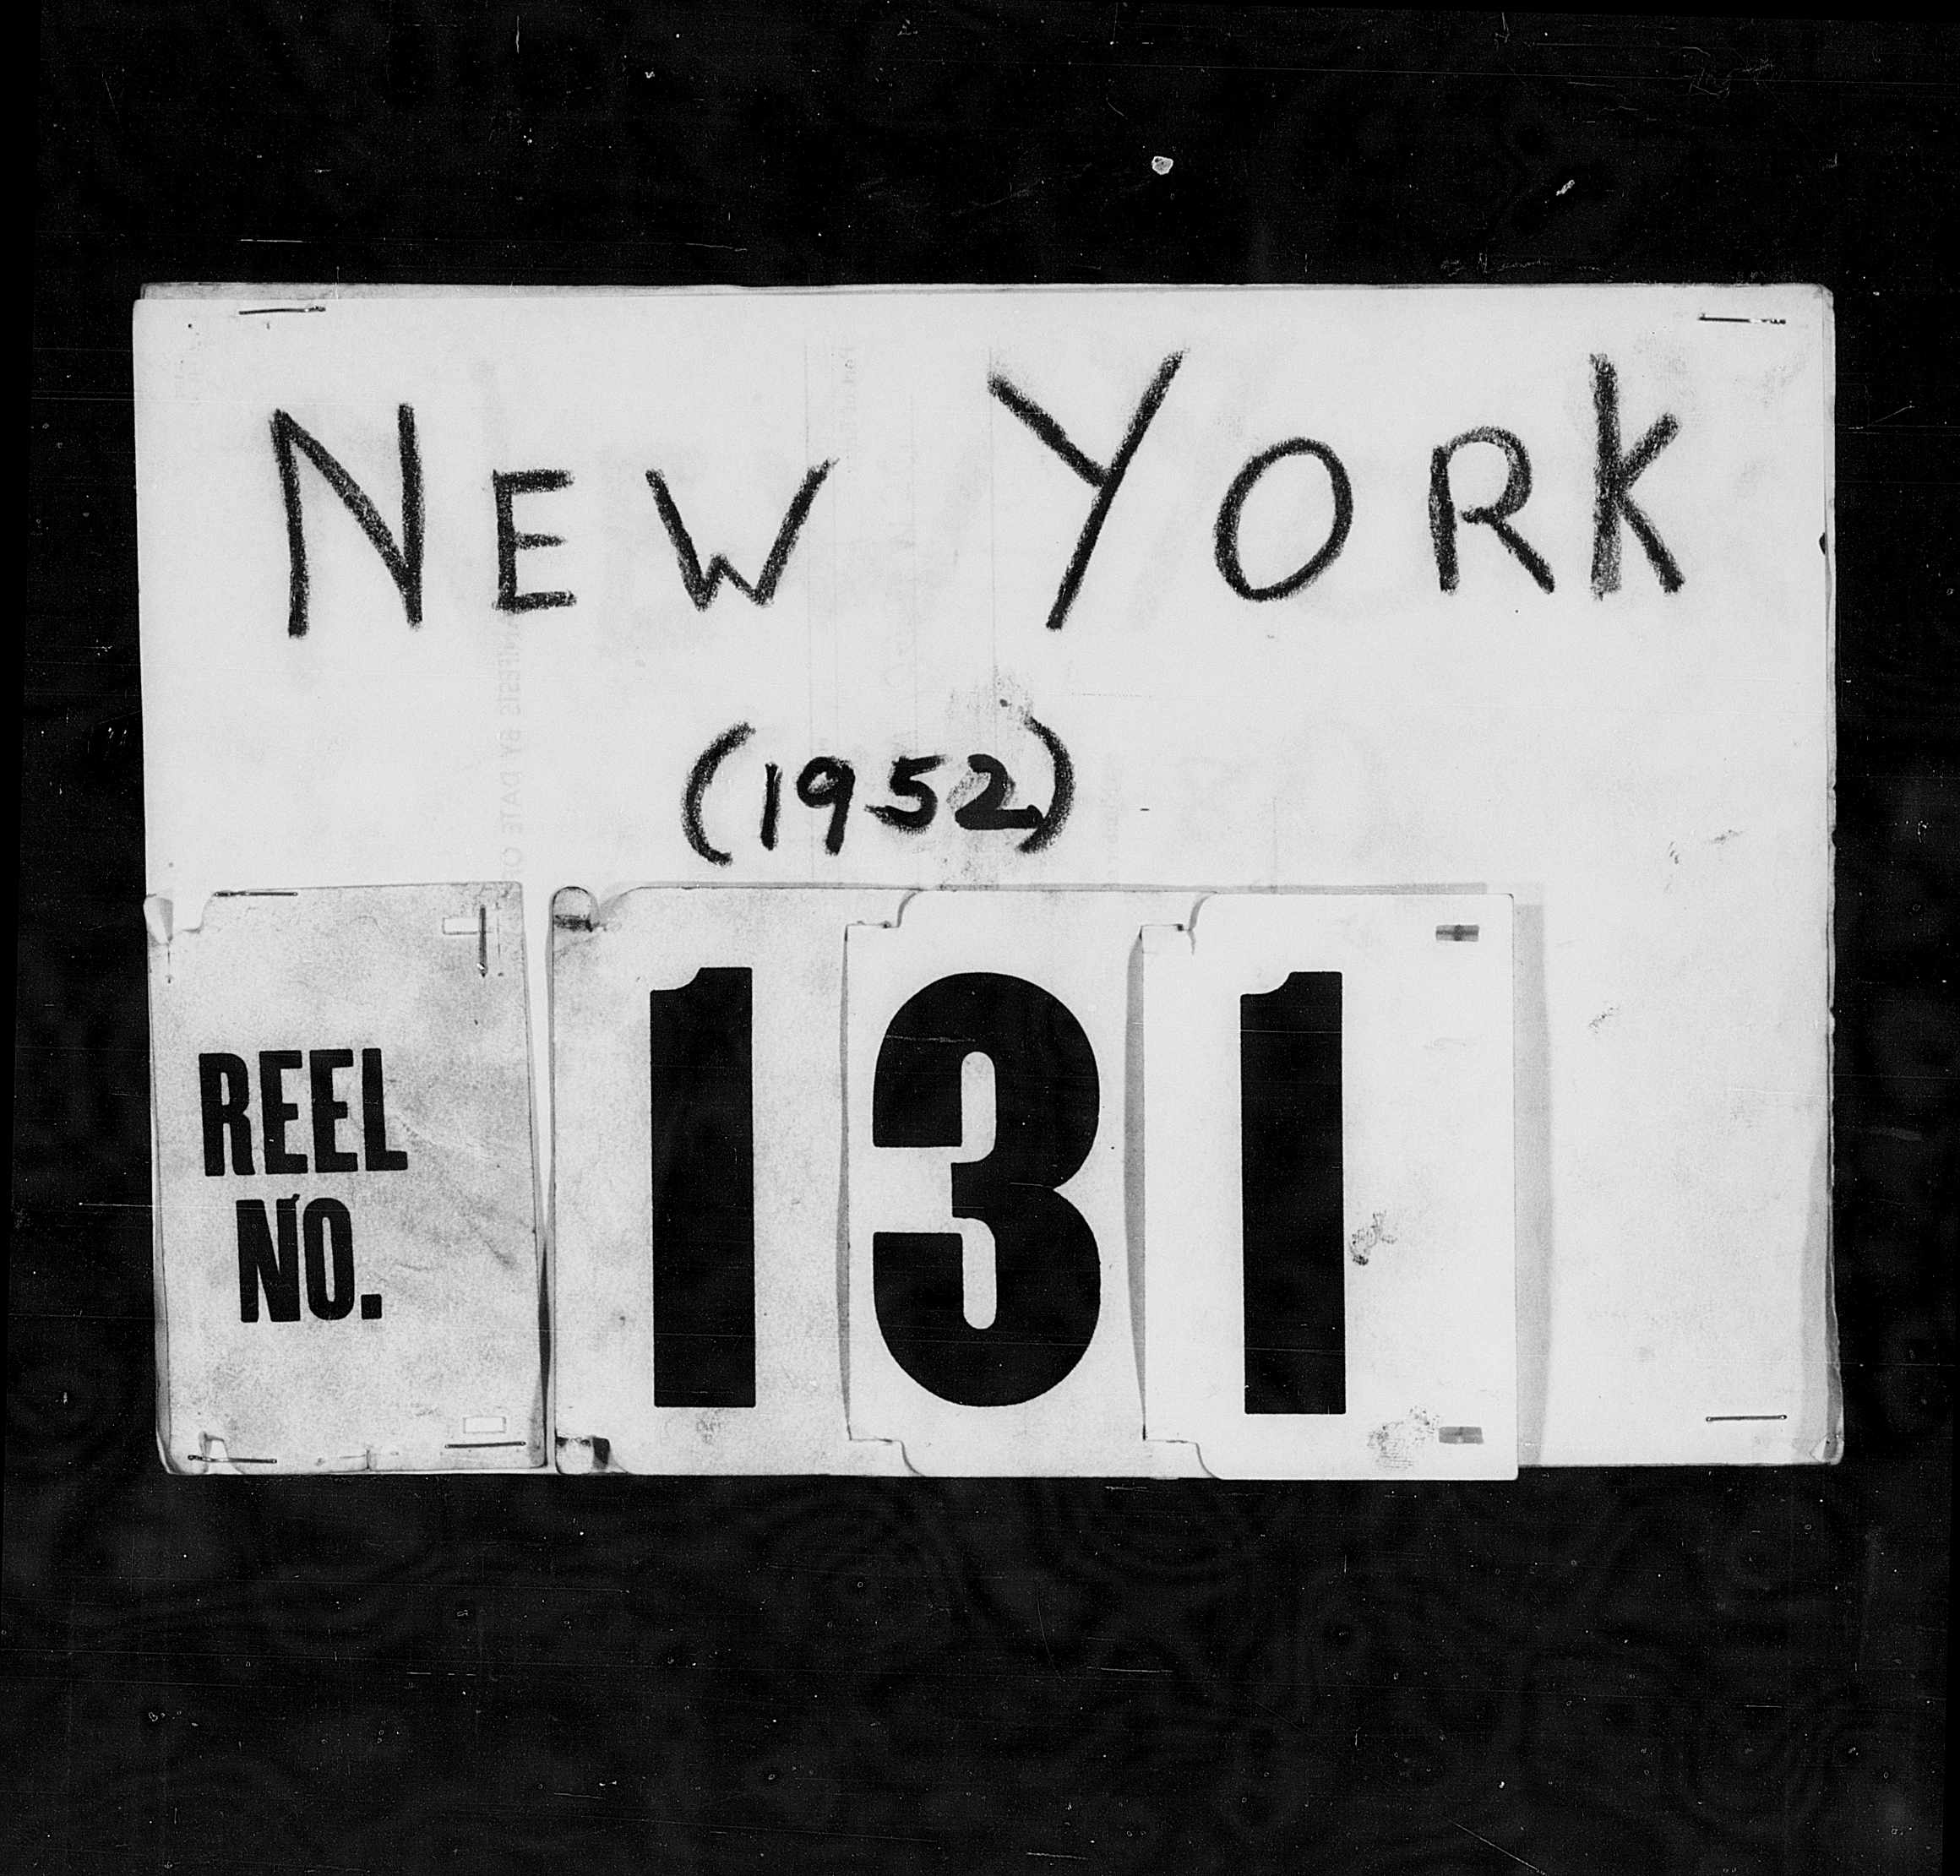 NEW YORK
(1952)
REEL
NO.
131